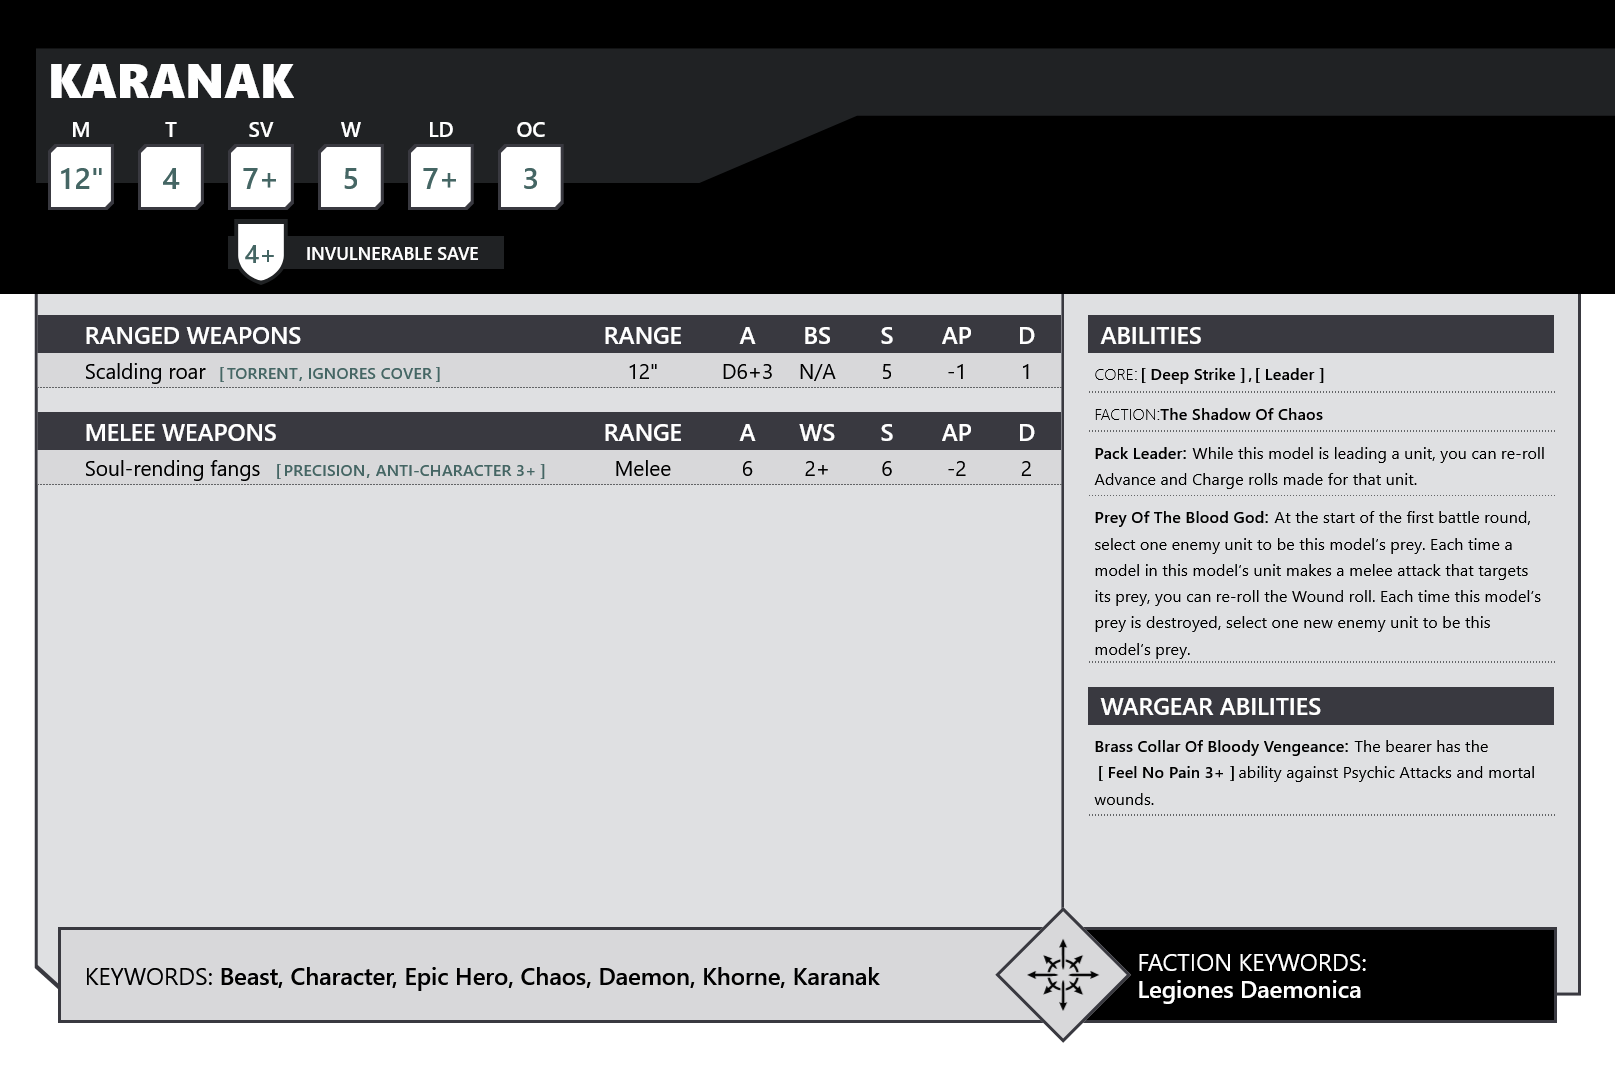 KARANAK
M T SV W LD OC
12" 4 7+ 5 7+ 3
4+ INVULNERABLE SAVE
RANGED WEAPONS RANGE A BS S AP D
Scalding roar [ TORRENT, IGNORES COVER ] 12" D6+3 N/A 5 -1 1
MELEE WEAPONS RANGE A WS S AP D
Soul-rending fangs [ PRECISION, ANTI-CHARACTER 3+ ] Melee 6 2+ 6 -2 2
ABILITIES
CORE: [ Deep Strike ] , [ Leader ]
FACTION:The Shadow Of Chaos
Pack Leader: While this model is leading a unit, you can re-roll
Advance and Charge rolls made for that unit.
Prey Of The Blood God: At the start of the first battle round,
select one enemy unit to be this model’s prey. Each time a
model in this model’s unit makes a melee attack that targets
its prey, you can re-roll the Wound roll. Each time this model’s
prey is destroyed, select one new enemy unit to be this
model’s prey.
WARGEAR ABILITIES
Brass Collar Of Bloody Vengeance: The bearer has the
[ Feel No Pain 3+ ] ability against Psychic Attacks and mortal
wounds.
KEYWORDS: Beast, Character, Epic Hero, Chaos, Daemon, Khorne, Karanak
FACTION KEYWORDS:
Legiones Daemonica